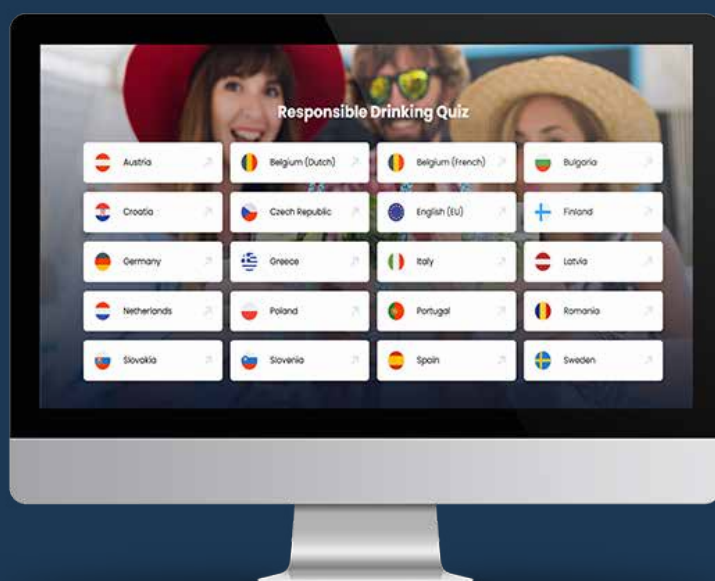 Responsible Drinking Quiz
Austria
Belgium (Dutch)
Belgium (French)
Bulgaria
Croatia
Czech Republic
English (EU)
Finland
Germany
Greece
Italy
Latvia
Netherlands
Poland
Portugal
Romania
Slovakia
Slovenia
Spain
Sweden